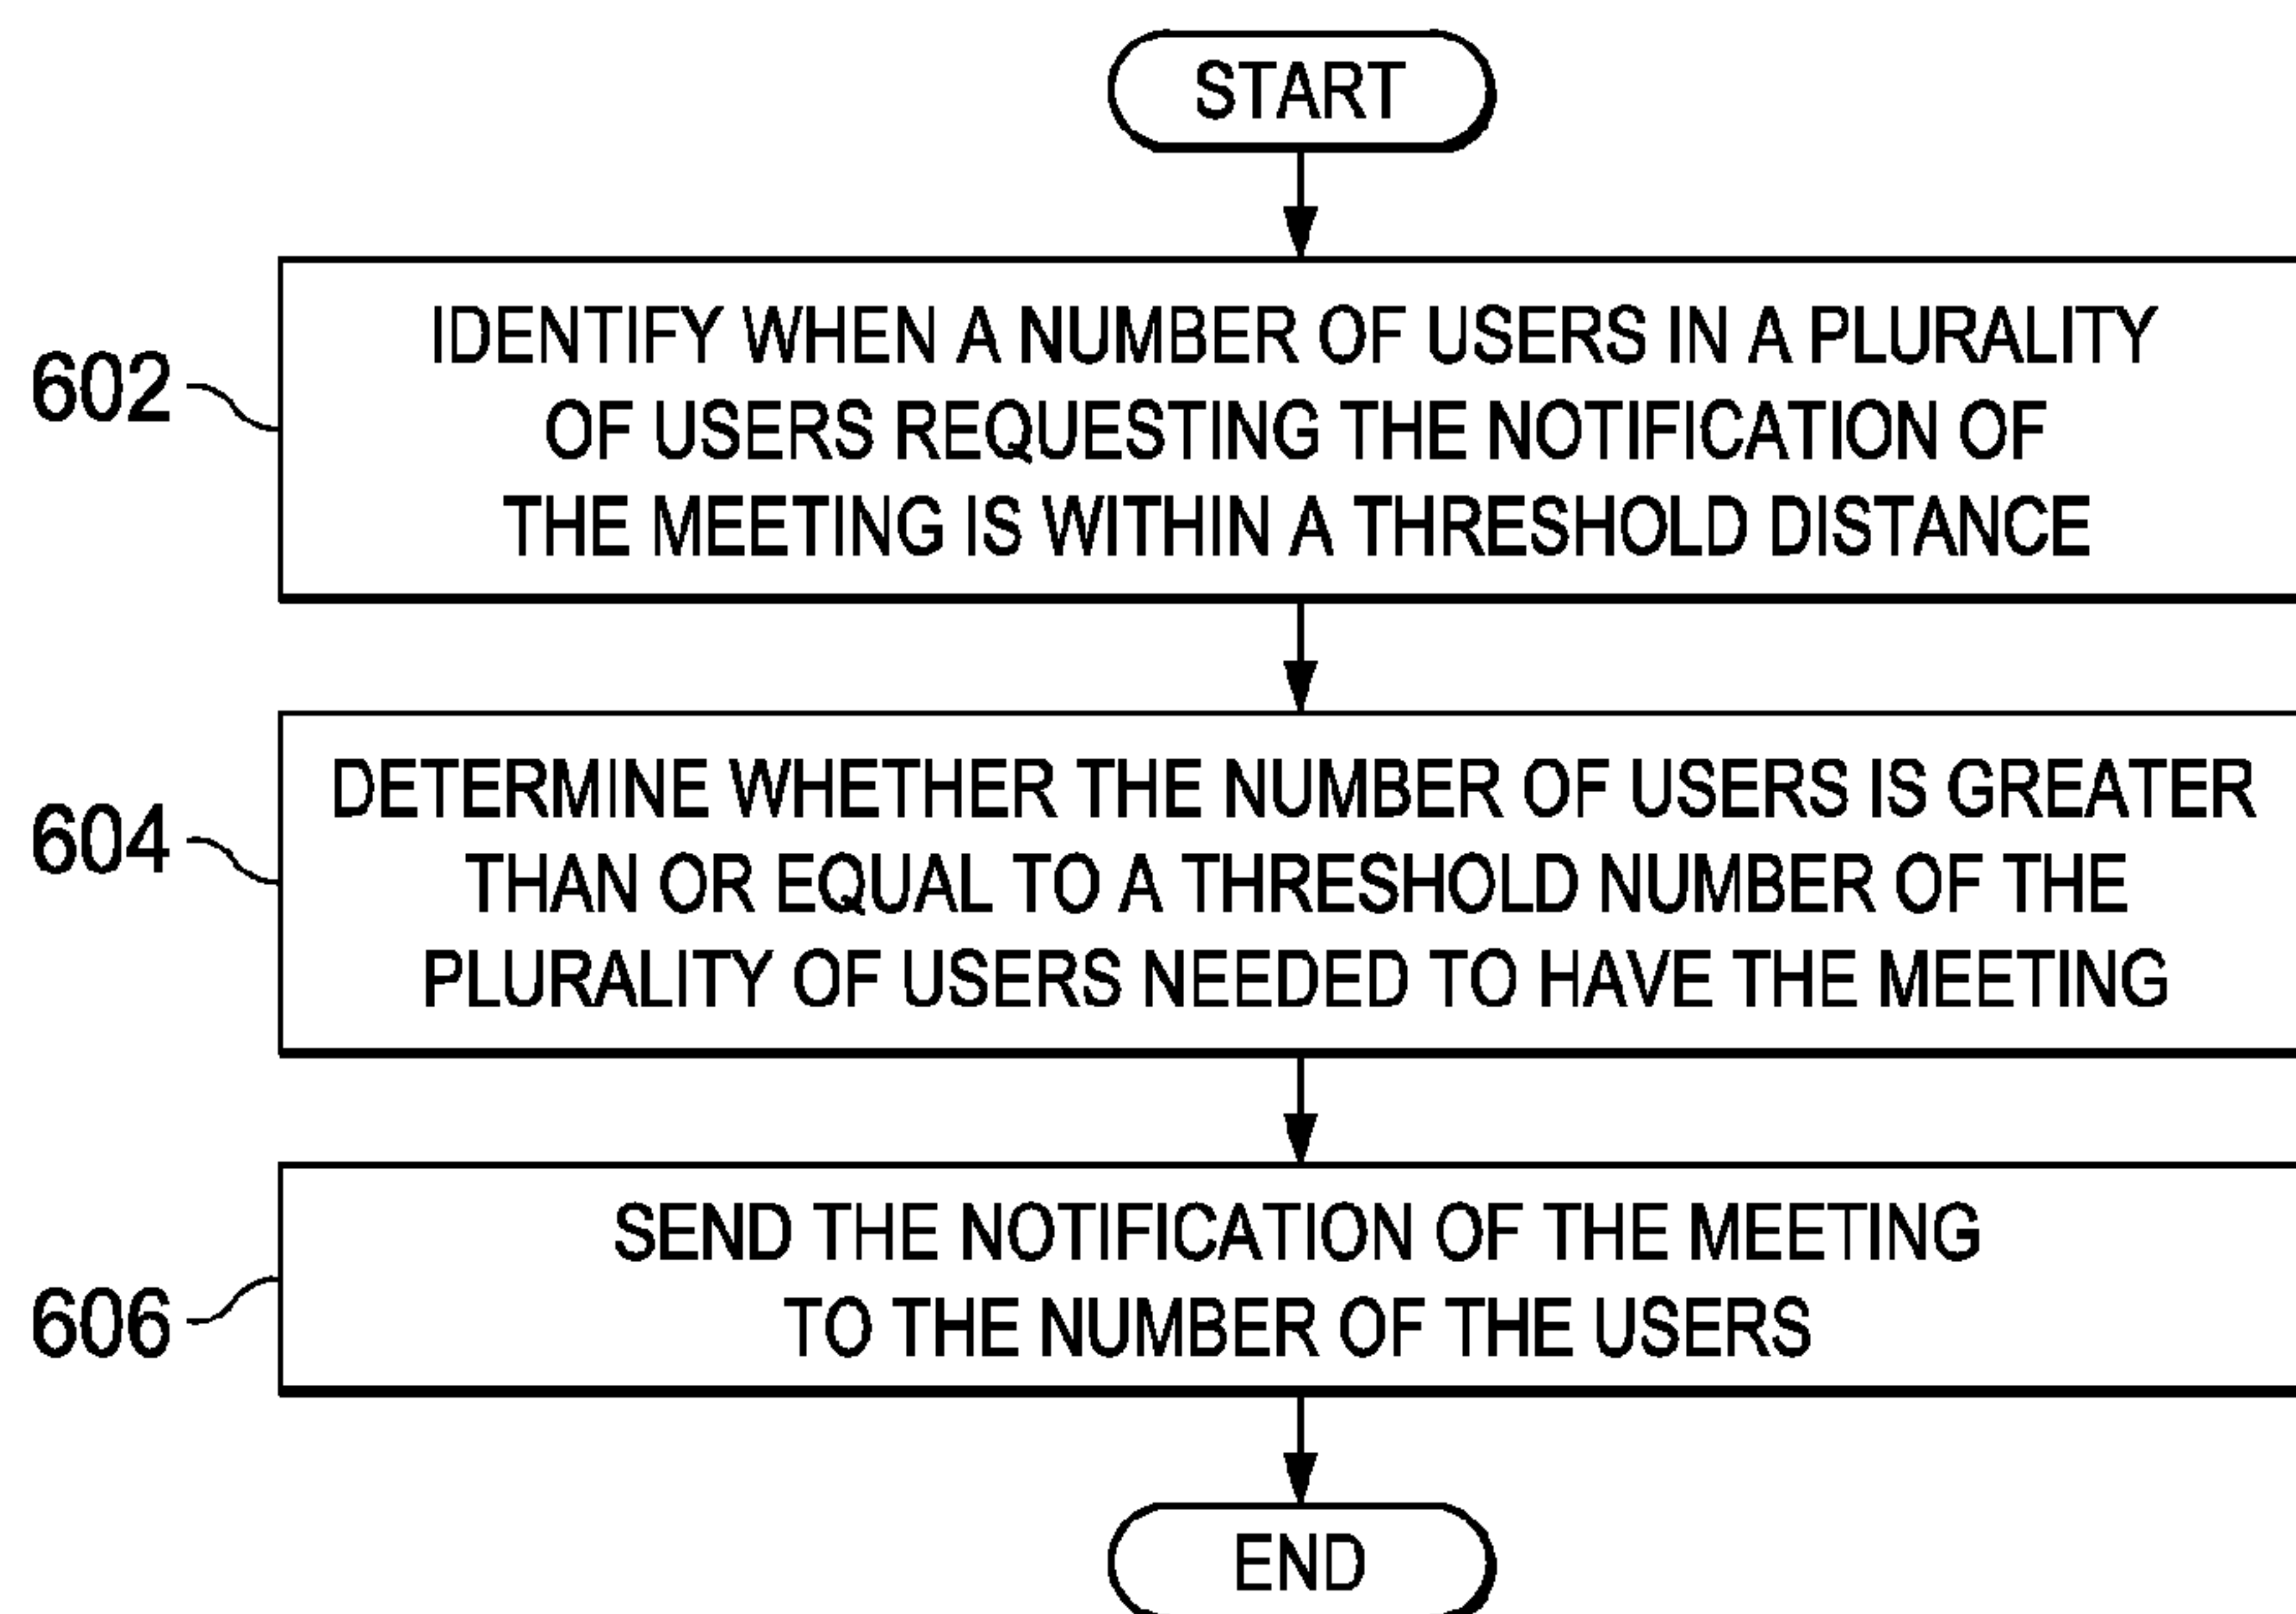 START
602
IDENTIFY WHEN A NUMBER OF USERS IN A PLURALITY
OF USERS REQUESTING THE NOTIFICATION OF
THE MEETING IS WITHIN A THRESHOLD DISTANCE
604
DETERMINE WHETHER THE NUMBER OF USERS IS GREATER
THAN OR EQUAL TO A THRESHOLD NUMBER OF THE
PLURALITY OF USERS NEEDED TO HAVE THE MEETING
606
SEND THE NOTIFICATION OF THE MEETING
TO THE NUMBER OF THE USERS
END